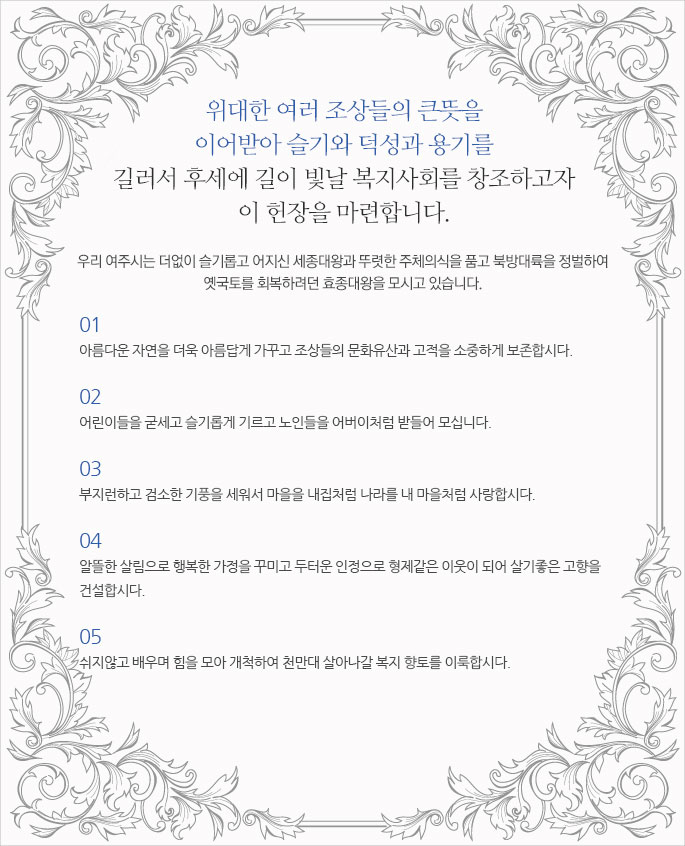 위대한 여러 조상들의 큰뜻을
이어받아 슬기와 덕성과 용기를
길러서 후세에 길이 빛날 복지사회를 창조하고자
이 헌장을 마련합니다.
우리 여주시는 더없이 슬기롭고 어지신 세종대왕과 뚜렷한 주체의식을 품고 북방대륙을 정벌하여
옛국토를 회복하려던 효종대왕을 모시고 있습니다.
01
아름다운 자연을 더욱 아름답게 가꾸고 조상들의 문화유산과 고적을 소중하게 보존합시다.
02
어린이들을 굳세고 슬기롭게 기르고 노인들을 어버이처럼 받들어 모십니다.
03
부지런하고 검소한 기풍을 세워서 마을을 내집처럼 나라를 내 마을처럼 사랑합시다.
04
알뜰한 살림으로 행복한 가정을 꾸미고 두터운 인정으로 형제같은 이웃이 되어 살기좋은 고향을
건설합시다.
05
쉬지않고 배우며 힘을 모아 개척하여 천만대 살아나갈 복지 향토를 이룩합시다.